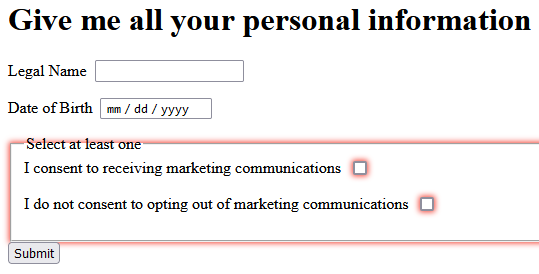 Give me all your personal information
Legal Name
Date of Birth mm / dd / yyyy
Select at least one
I consent to receiving marketing communications
I do not consent to opting out of marketing communications
Submit